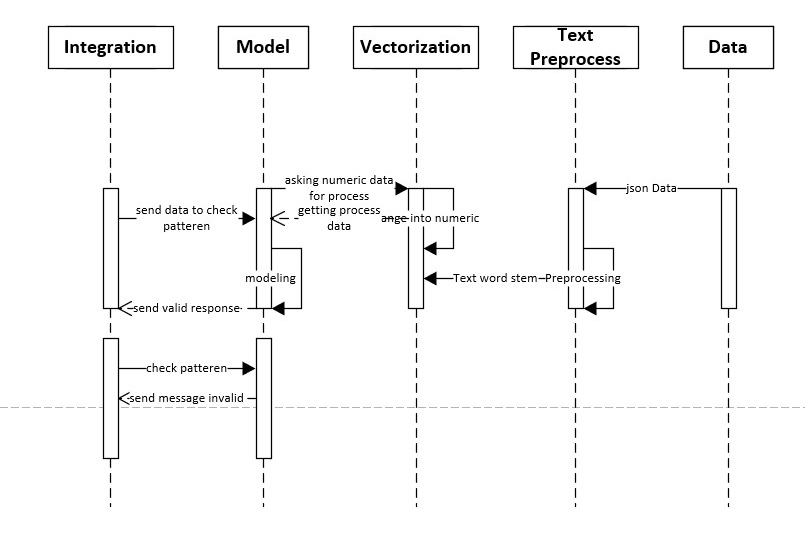 Integration
Model
Vectorization
Text
Preprocess
Data
asking numeric data
for process
json Data
send data to check
patteren
getting process
data
ange into numeric
modeling
Text word stem
Preprocessing
send valid response
check patteren
send message invalid